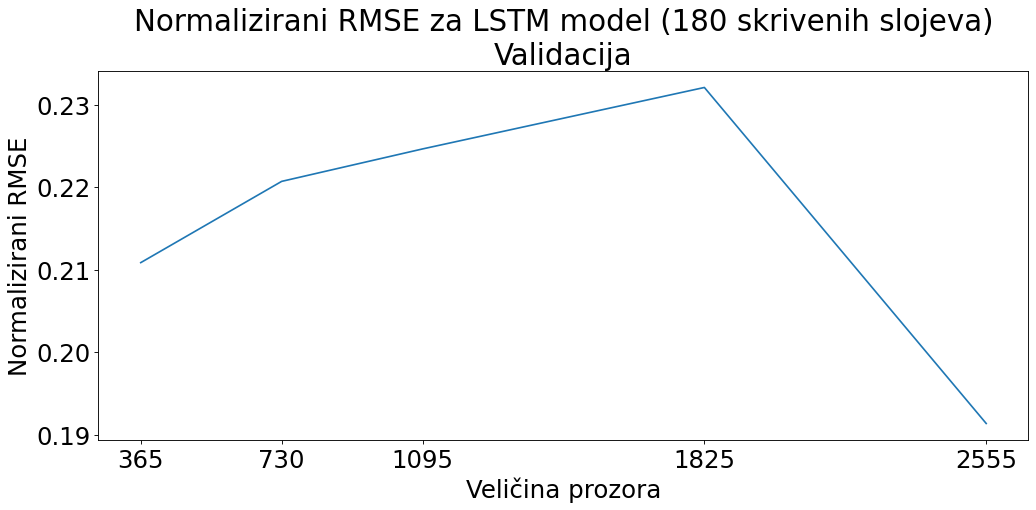 Normalizirani RMSE za LSTM model (180 skrivenih slojeva)
Validacija
Normalizirani RMSE
0.23
0.22
0.21
0.20
0.19
365 730 1095 1825 2555
Veličina prozora